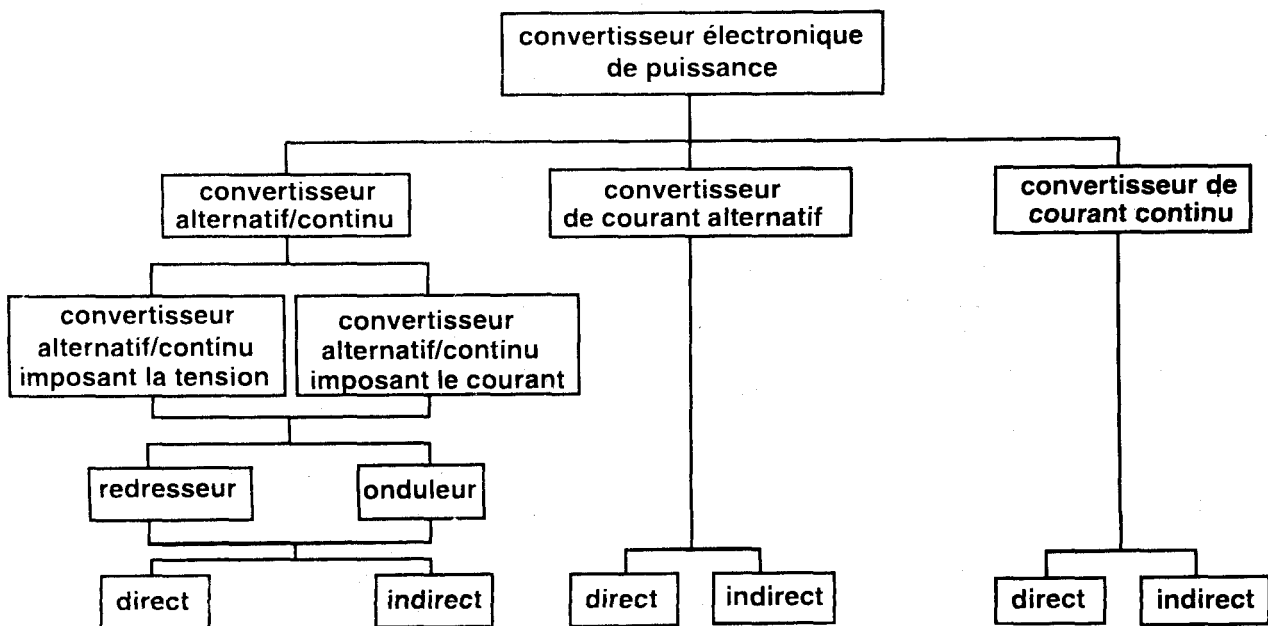 convertisseur électronique
de puissance
convertisseur
alternatif/continu
convertisseur
de courant alternatif
convertisseur de
courant continu
convertisseur
alternatif/continu
imposant la tension
convertisseur
alternatif/continu
imposant le courant
redresseur
onduleur
direct
indirect
direct
indirect
direct
indirect